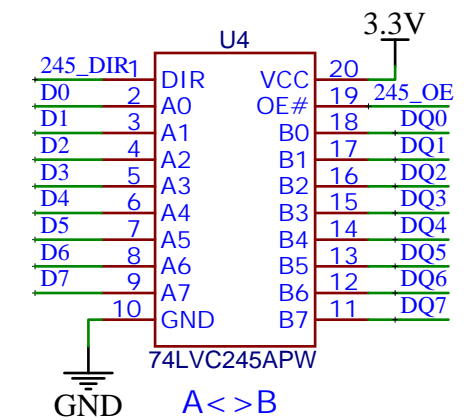 3.3V
U4
245_DIR 1 DIR VCC 20
D0 2 A0 OE# 19 245_OE
D1 3 A1 B0 18 DQ0
D2 4 A2 B1 17 DQ1
D3 5 A3 B2 16 DQ2
D4 6 A4 B3 15 DQ3
D5 7 A5 B4 14 DQ4
D6 8 A6 B5 13 DQ5
D7 9 A7 B6 12 DQ6
10 GND B7 11 DQ7
74LVC245APW
GND A<>B